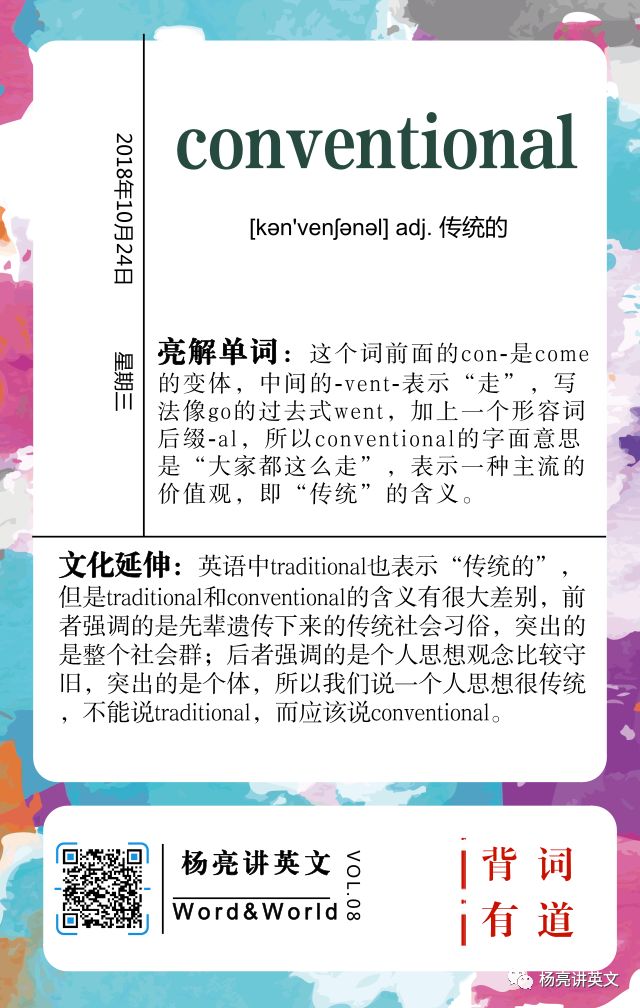 conventional
[kən'venʃənəl] adj. 传统的
2018年10月24日
星期三
亮解单词：这个词前面的con-是come
的变体，中间的-vent-表示“走”，写
法像go的过去式went，加上一个形容词
后缀-al，所以conventional的字面意思
是“大家都这么走”，表示一种主流的
价值观，即“传统”的含义。
文化延伸：英语中traditional也表示“传统的”，
但是traditional和conventional的含义有很大差别，前
者强调的是先辈遗传下来的传统社会习俗，突出的
是整个社会群；后者强调的是个人思想观念比较守
旧，突出的是个体，所以我们说一个人思想很传统
，不能说traditional，而应该说conventional。
杨亮讲英文
Word&World
VOL.08
背词
有道
杨亮讲英文